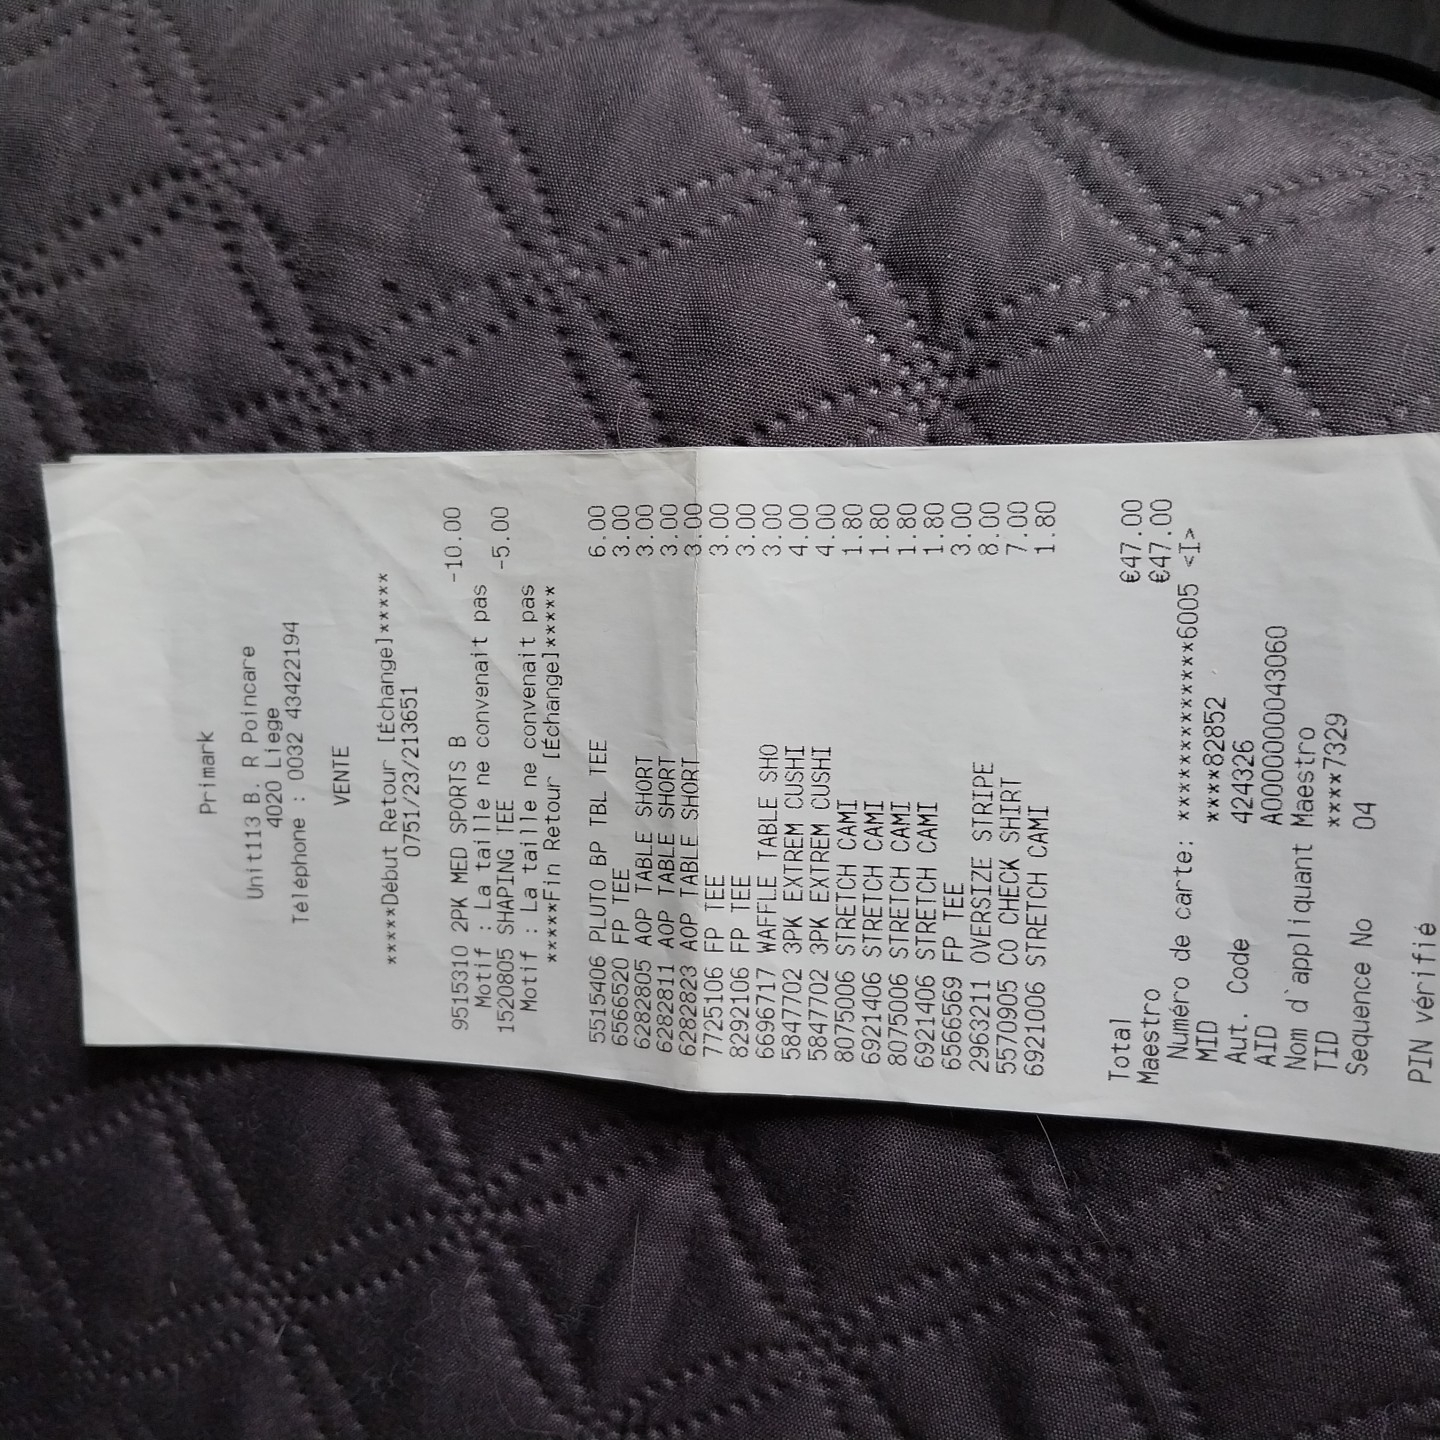 Primark
Unit113 B. R Poincare
4020 Liege
Téléphone : 0032 43422194
VENTE
*****Début Retour [Échange]*****
0751/23/213651
9515310 2PK MED SPORTS B -10.00
Motif : La taille ne convenait pas
1520805 SHAPING TEE -5.00
Motif : La taille ne convenait pas
*****Fin Retour [Échange]*****
5515406 PLUTO BP TBL TEE 6.00
6566520 FP TEE 3.00
6282805 AOP TABLE SHORT 3.00
6282811 AOP TABLE SHORT 3.00
6282823 AOP TABLE SHORT 3.00
7725106 FP TEE 3.00
8292106 FP TEE 3.00
6696717 WAFFLE TABLE SHO 3.00
5847702 3PK EXTREM CUSHI 4.00
5847702 3PK EXTREM CUSHI 4.00
8075006 STRETCH CAMI 1.80
6921406 STRETCH CAMI 1.80
8075006 STRETCH CAMI 1.80
6921406 STRETCH CAMI 1.80
6566569 FP TEE 3.00
2963211 OVERSIZE STRIPE 8.00
5570905 CO CHECK SHIRT 7.00
6921006 STRETCH CAMI 1.80
Total €47.00
Maestro €47.00
Numéro de carte: ***************6005 <I>
MID ****82852
Aut. Code 424326
AID A0000000043060
Nom d`appliquant Maestro
TID ****7329
Sequence No 04
PIN vérifié